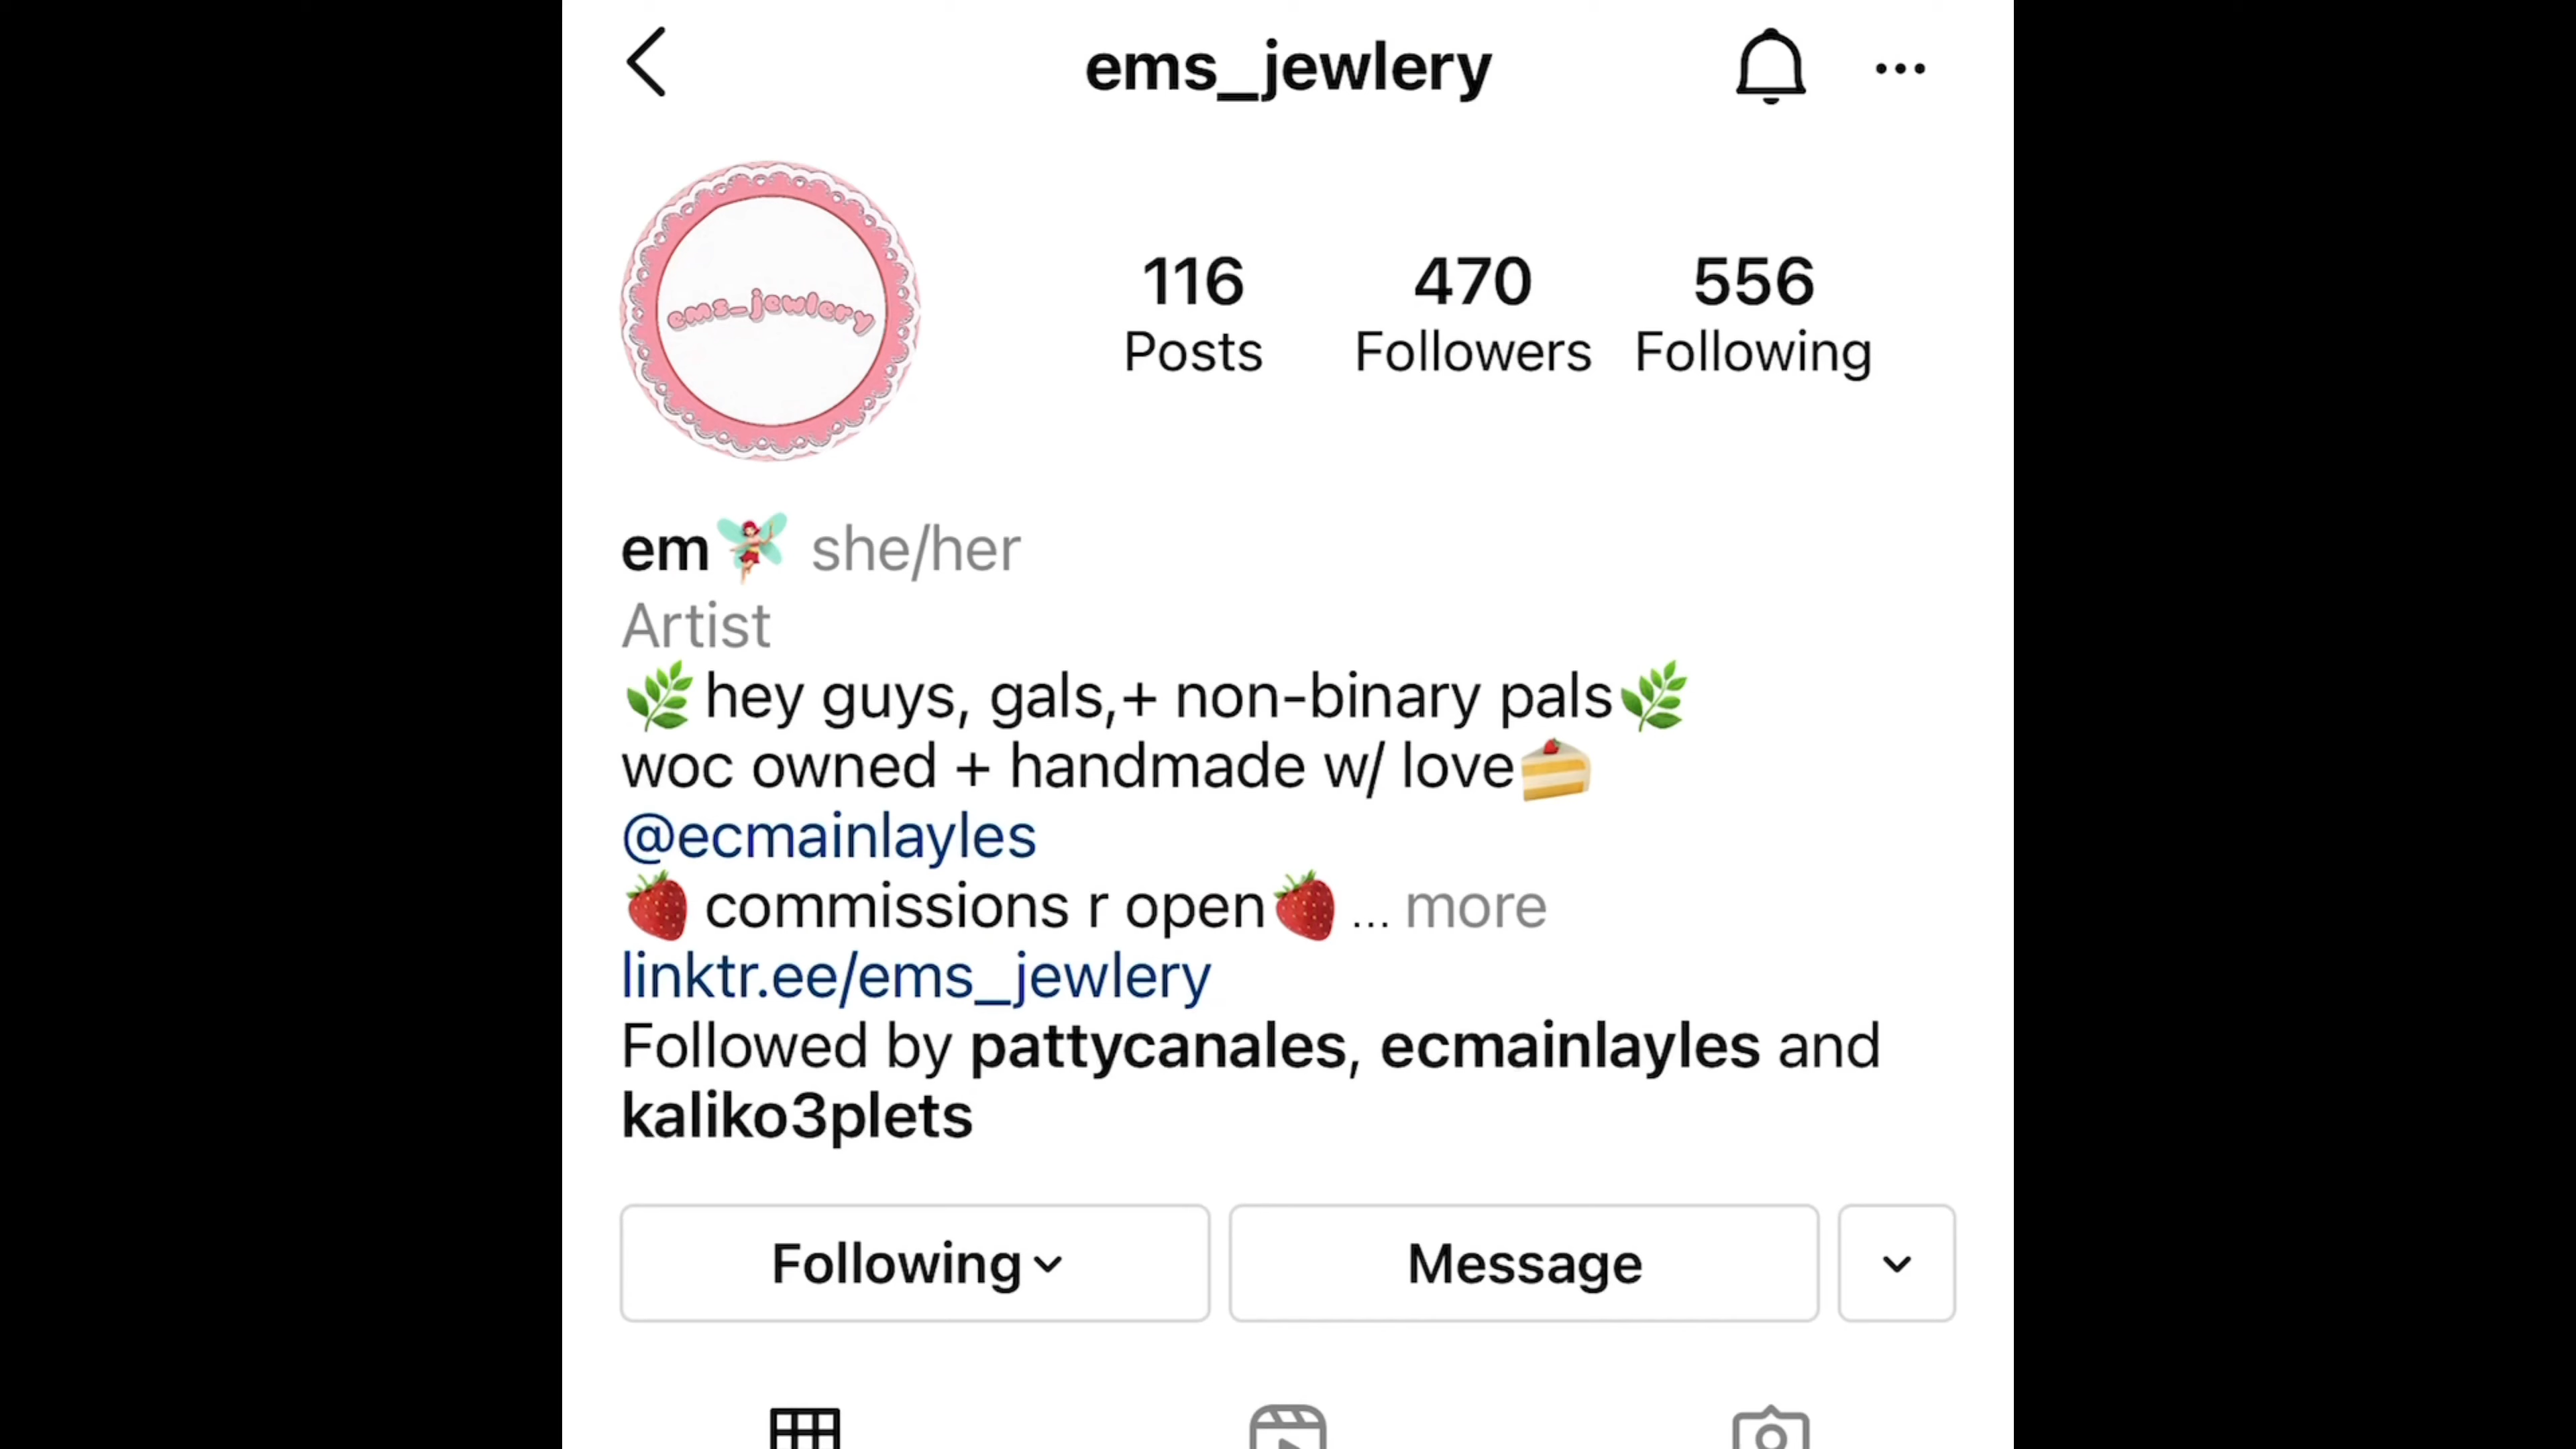 ems_jewlery
ems_jewlery
116 470 556
Posts Followers Following
em🧚🏻‍♀️ she/her
Artist
🌿hey guys, gals,+ non-binary pals🌿
woc owned + handmade w/ love🍰
@ecmainlayles
🍓commissions r open🍓... more
linktr.ee/ems_jewlery
Followed by pattycanales, ecmainlayles and
kaliko3plets
Following Message